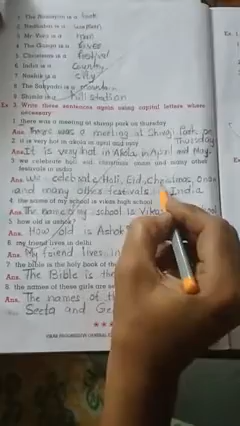 1 The Ramayana is a book
2
3 Mr Verz is a man
4 The Ganga is a River
5 Christmas is a Festival
6 India is a Country
7 Nashik is a City
8 The Sahyadri is a mountain
9 Shimla is a hill station
Ex 3 Write these sentences again using capital letters where
necessary
1 there was a meeting at shivaji park on thursday
Ans. There was a meeting at Shivaji Park on
Thursday
2 it is very hot in akola in april and may
Ans. It is very hot in Akola in April and May.
3 we celebrate holi eid christmas onam and many other
festivals in india
Ans. We celebrate Holi, Eid, Christmas, Onam
and many other festivals in India
4 the name of my school is vikas high school
Ans. The name of my school is Vikas
5 how old is ashok
Ans. How old is Ashok
6 my friend lives in delhi
Ans. My friend lives in
7 the bible is the holy book of the
Ans. The Bible is the
8 the names of these girls are
Ans. The names of th
Seeta and Ge